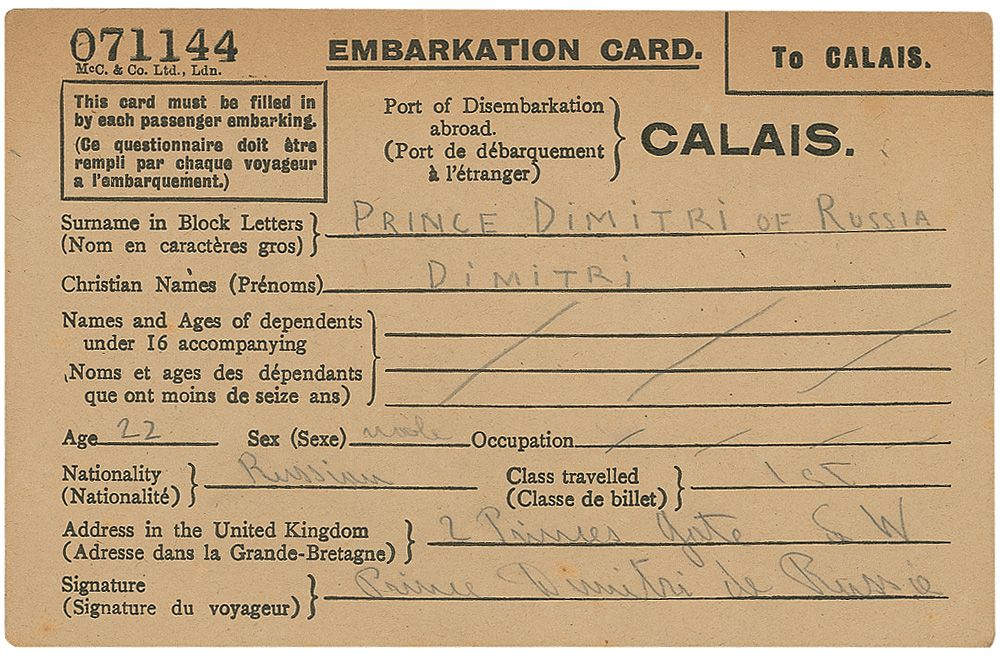 071144
McC. & Co. Ltd., Ldn.
EMBARKATION CARD.
To CALAIS.
This card must be filled in
by each passenger embarking.
(Ce questionnaire doit être
rempli par chaque voyageur
a l'embarquement.)
Port of Disembarkation
abroad.
(Port de débarquement
à l'étranger)
CALAIS.
Surname in Block Letters
(Nom en caractères gros)
PRINCE DIMITRI OF RUSSIA
Christian Names (Prénoms) DIMITRI
Names and Ages of dependents
under 16 accompanying
Noms et ages des dépendants
que ont moins de seize ans)
Age 22 Sex (Sexe) male Occupation
Nationality
(Nationalité)
Russian
Class travelled
(Classe de billet)
1 ST
Address in the United Kingdom
(Adresse dans la Grande-Bretagne)
2 Princes Gate S W
Signature
(Signature du voyageur)
Prince Dimitri de Russie